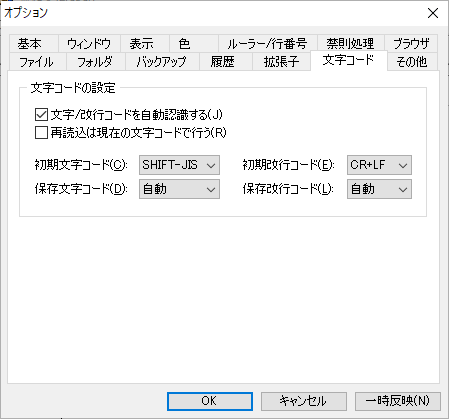 オプション
基本 ウィンドウ 表示 色 ルーラー/行番号 禁則処理 ブラウザ
ファイル フォルダ バックアップ 履歴 拡張子 文字コード その他
文字コードの設定
文字/改行コードを自動認識する(J)
再読込は現在の文字コードで行う(R)
初期文字コード(C): SHIFT-JIS 初期改行コード(E): CR+LF
保存文字コード(D): 自動 保存改行コード(L): 自動
OK キャンセル 一時反映(N)